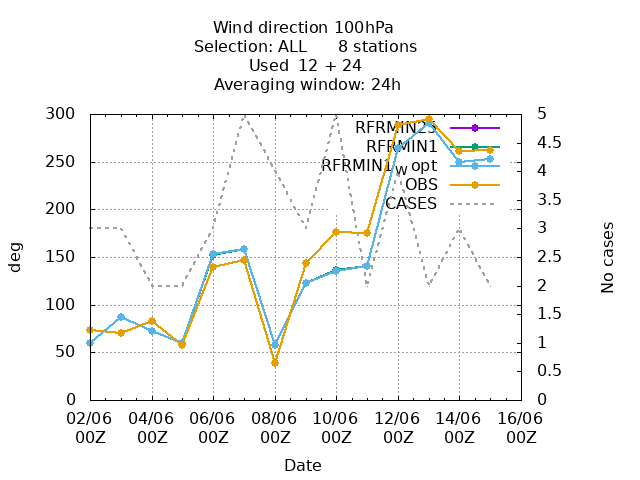 Wind direction 100hPa
Selection: ALL 8 stations
Used 12 + 24
Averaging window: 24h
RFRMIN25
RFRMIN1
RFRMIN1_w_opt
OBS
CASES
300
250
200
150
100
50
0
5
4.5
4
3.5
3
2.5
2
1.5
1
0.5
0
deg
No cases
02/06 04/06 06/06 08/06 10/06 12/06 14/06 16/06
00Z 00Z 00Z 00Z 00Z 00Z 00Z 00Z
Date